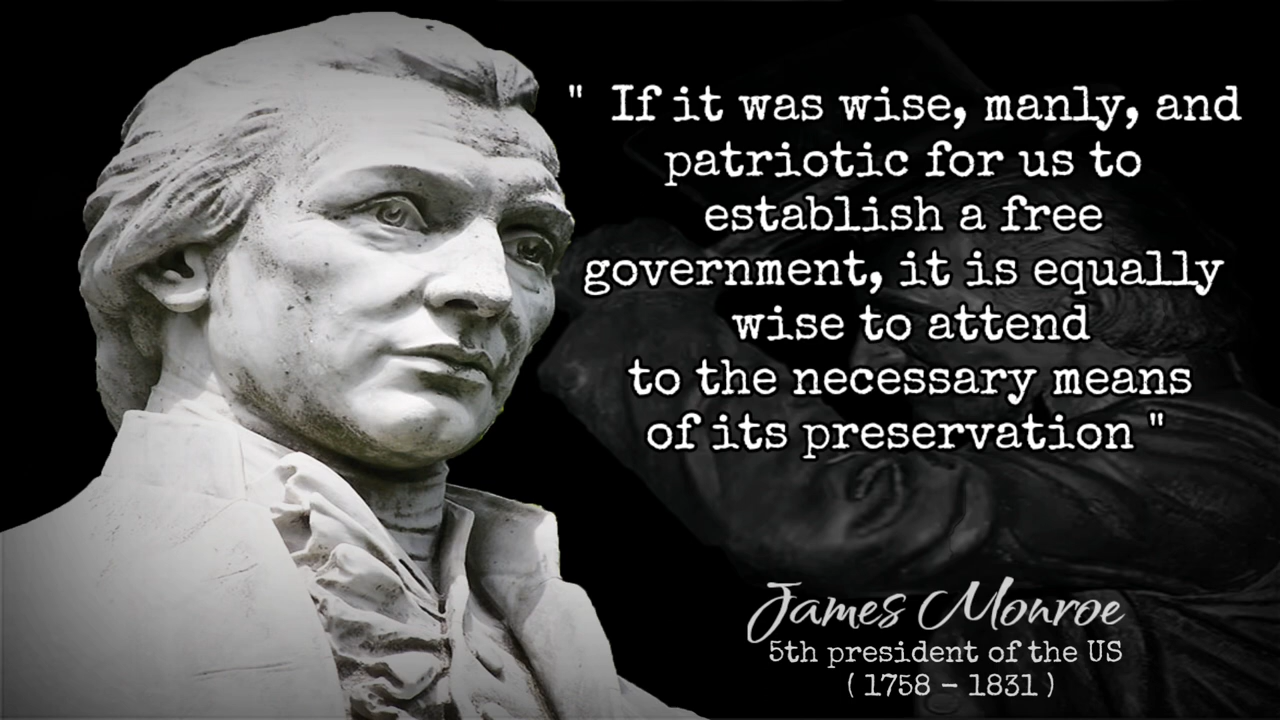 " If it was wise, manly, and
patriotic for us to
establish a free
government, it is equally
wise to attend
to the necessary means
of its preservation "
James Monroe
5th president of the US
( 1758 - 1831 )